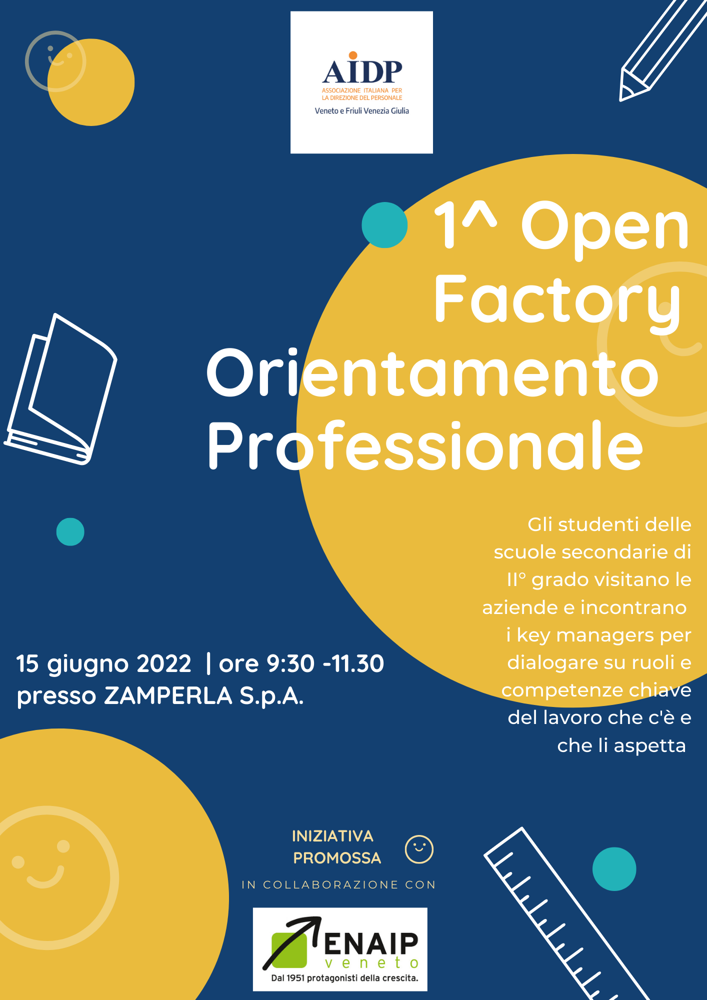 AiDP
ASSOCIAZIONE ITALIANA PER
LA DIREZIONE DEL PERSONALE
Veneto e Friuli Venezia Giulia
1^ Open
Factory
Orientamento
Professionale
Gli studenti delle
scuole secondarie di
II° grado visitano le
aziende e incontrano
i key managers per
dialogare su ruoli e
competenze chiave
del lavoro che c'è e
che li aspetta
15 giugno 2022 | ore 9:30 -11.30
presso ZAMPERLA S.p.A.
INIZIATIVA
PROMOSSA
IN COLLABORAZIONE CON
ENAIP
veneto
Dal 1951 protagonisti della crescita.